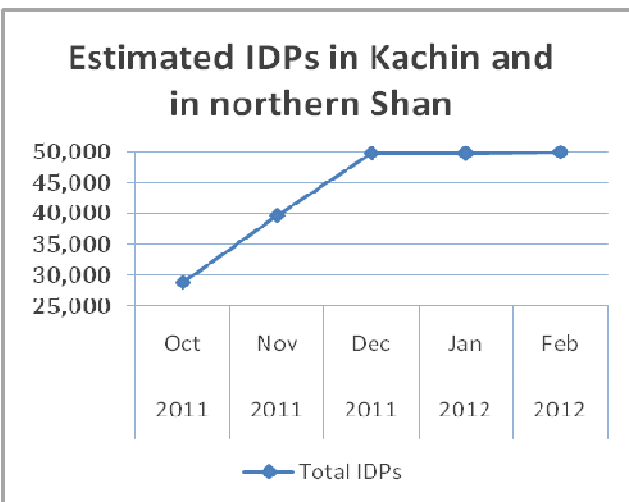 Estimated IDPs in Kachin and
in northern Shan
50,000
45,000
40,000
35,000
30,000
25,000
Oct Nov Dec Jan Feb
2011 2011 2011 2012 2012
Total IDPs